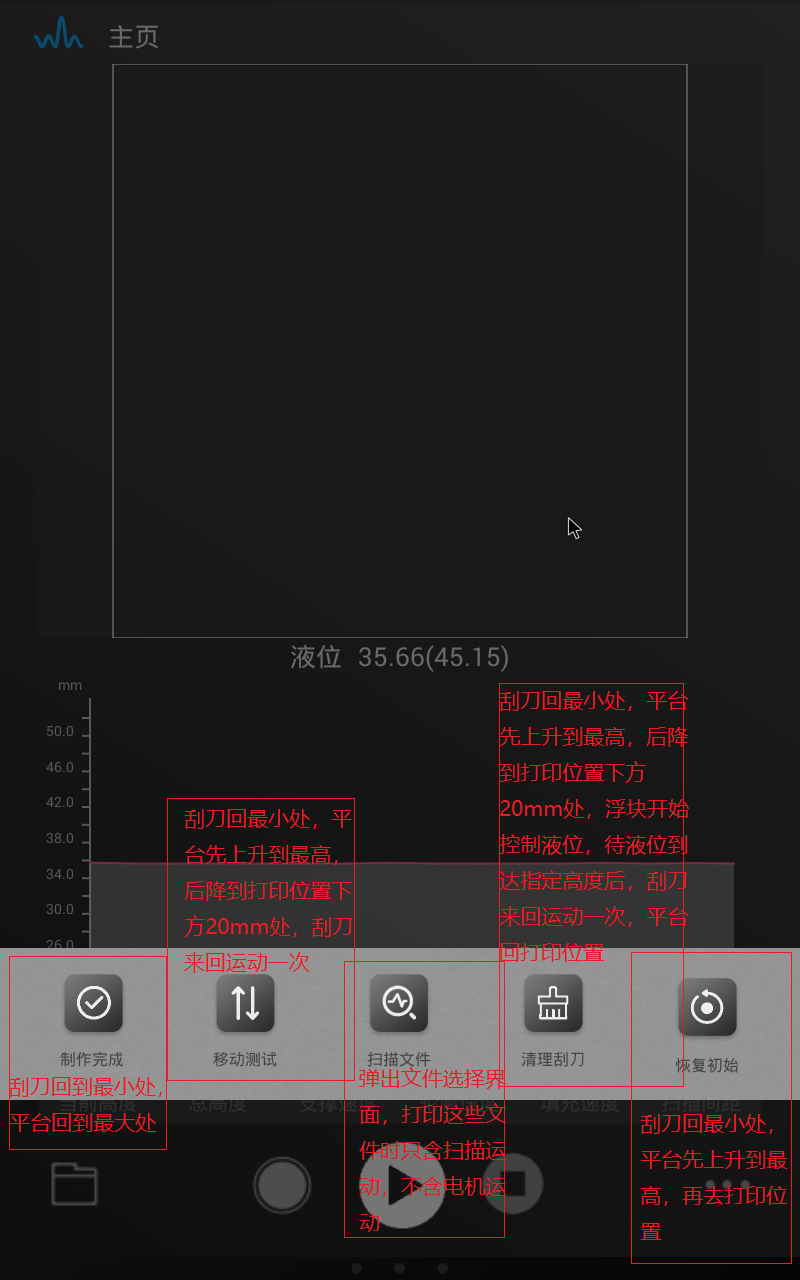 主页
液位 35.66(45.15)
mm
50.0
46.0
42.0
38.0
34.0
30.0
26.0
刮刀回最小处，平台
先上升到最高，后降
到打印位置下方
20mm处，浮块开始
控制液位，待液位到
达指定高度后，刮刀
来回运动一次，平台
回打印位置
刮刀回最小处，平
台先上升到最高，
后降到打印位置下
方20mm处，刮刀
来回运动一次
制作完成
移动测试
扫描文件
清理刮刀
恢复初始
刮刀回到最小处，
平台回到最大处
弹出文件选择界
面，打印这些文
件时只含扫描运
动，不含电机运
动
刮刀回最小处，
平台先上升到最
高，再去打印位
置
当前高度
总高度
支撑速度
填充速度
扫描间距